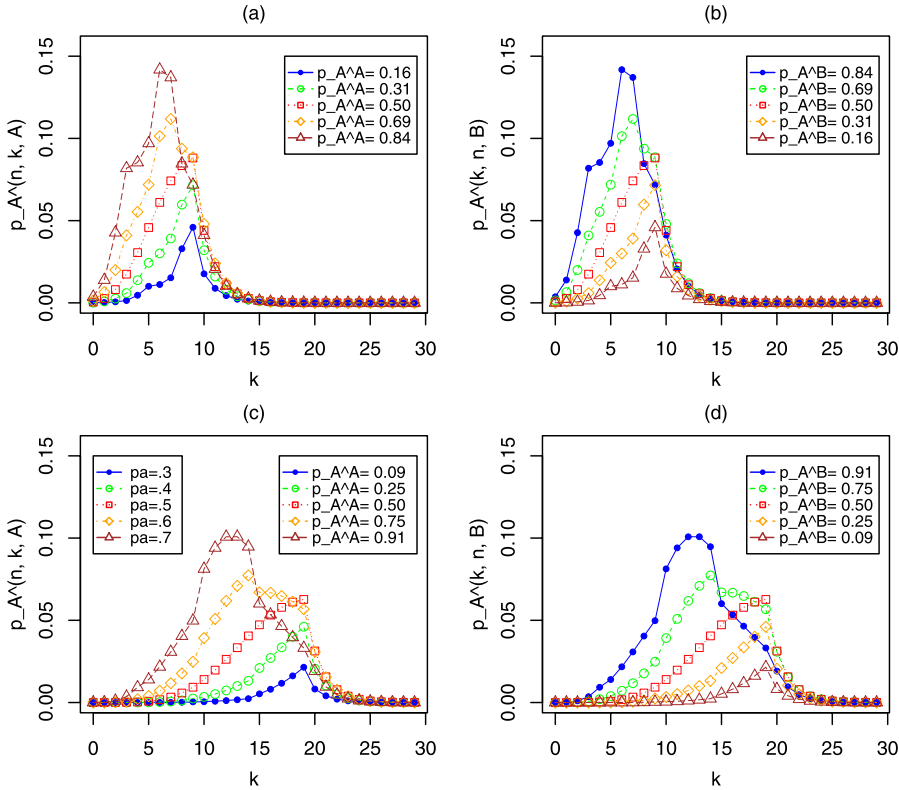 (a)
p_A^(n, k, A)
0.00 0.05 0.10 0.15
p_A^A= 0.16
p_A^A= 0.31
p_A^A= 0.50
p_A^A= 0.69
p_A^A= 0.84
0 5 10 15 20 25 30
k
(b)
p_A^(k, n, B)
0.00 0.05 0.10 0.15
p_A^B= 0.84
p_A^B= 0.69
p_A^B= 0.50
p_A^B= 0.31
p_A^B= 0.16
0 5 10 15 20 25 30
k
(c)
p_A^(n, k, A)
0.00 0.05 0.10 0.15
pa=.3
pa=.4
pa=.5
pa=.6
pa=.7
p_A^A= 0.09
p_A^A= 0.25
p_A^A= 0.50
p_A^A= 0.75
p_A^A= 0.91
0 5 10 15 20 25 30
k
(d)
p_A^(k, n, B)
0.00 0.05 0.10 0.15
p_A^B= 0.91
p_A^B= 0.75
p_A^B= 0.50
p_A^B= 0.25
p_A^B= 0.09
0 5 10 15 20 25 30
k